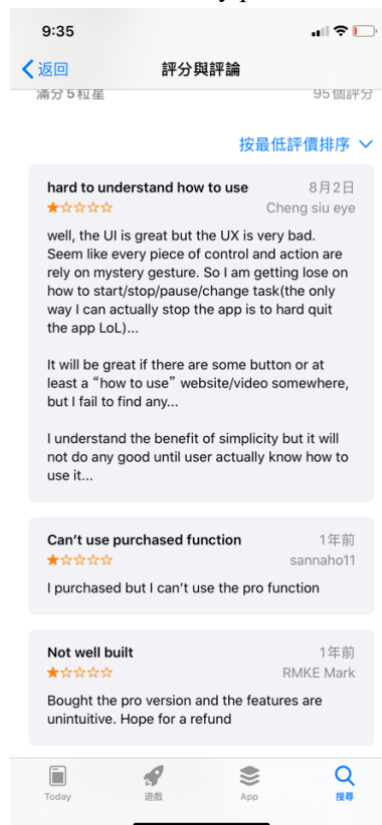 9:35
返回
評分與評論
滿分 5 粒星
95 個評分
按最低評價排序
hard to understand how to use
8月2日
Cheng siu eye
well, the UI is great but the UX is very bad.
Seem like every piece of control and action are
rely on mystery gesture. So I am getting lose on
how to start/stop/pause/change task(the only
way I can actually stop the app is to hard quit
the app LoL)...
It will be great if there are some button or at
least a “how to use” website/video somewhere,
but I fail to find any...
I understand the benefit of simplicity but it will
not do any good until user actually know how to
use it...
Can’t use purchased function
1年前
sannaho11
I purchased but I can’t use the pro function
Not well built
1年前
RMKE Mark
Bought the pro version and the features are
unintuitive. Hope for a refund
Today
遊戲
App
搜尋